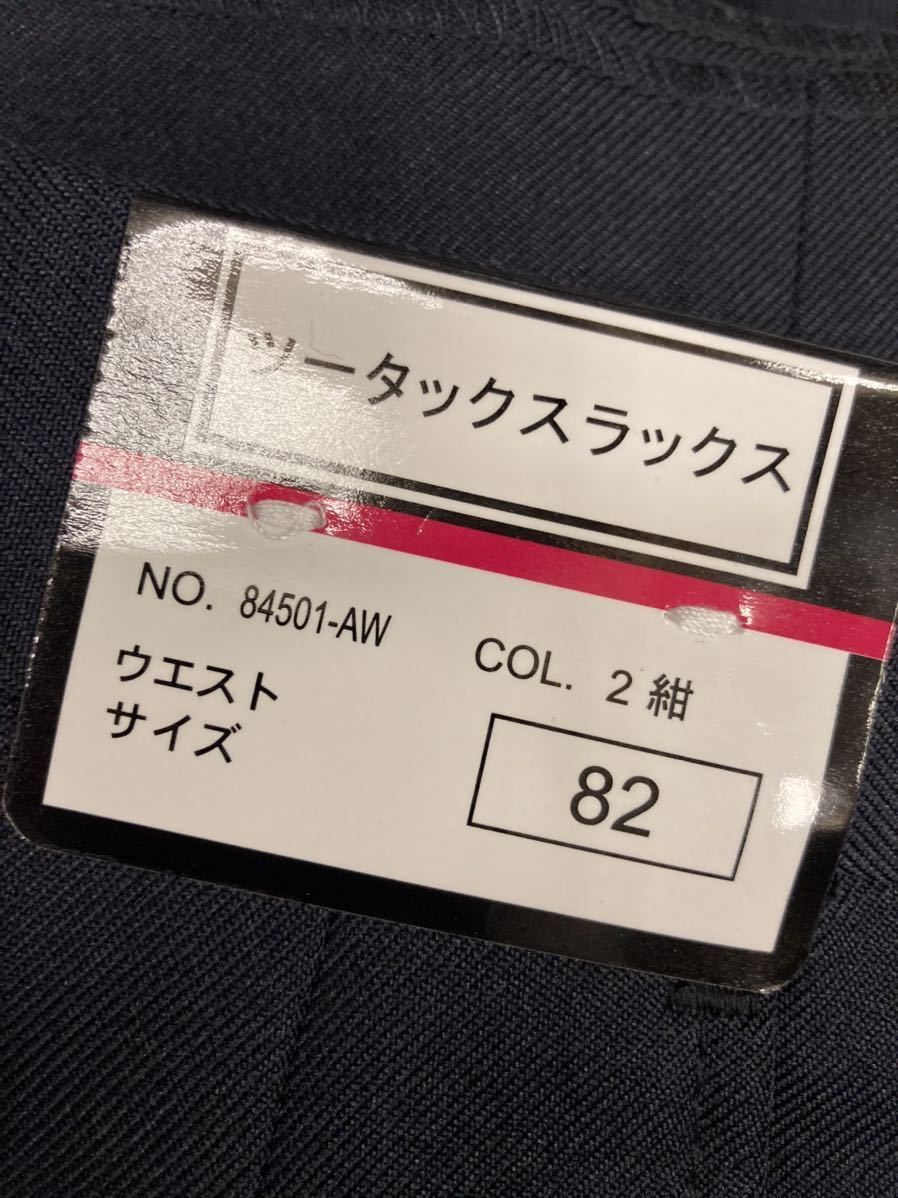 ツータックスラックス
NO. 84501-AW
COL. 2 紺
ウエスト
サイズ
82